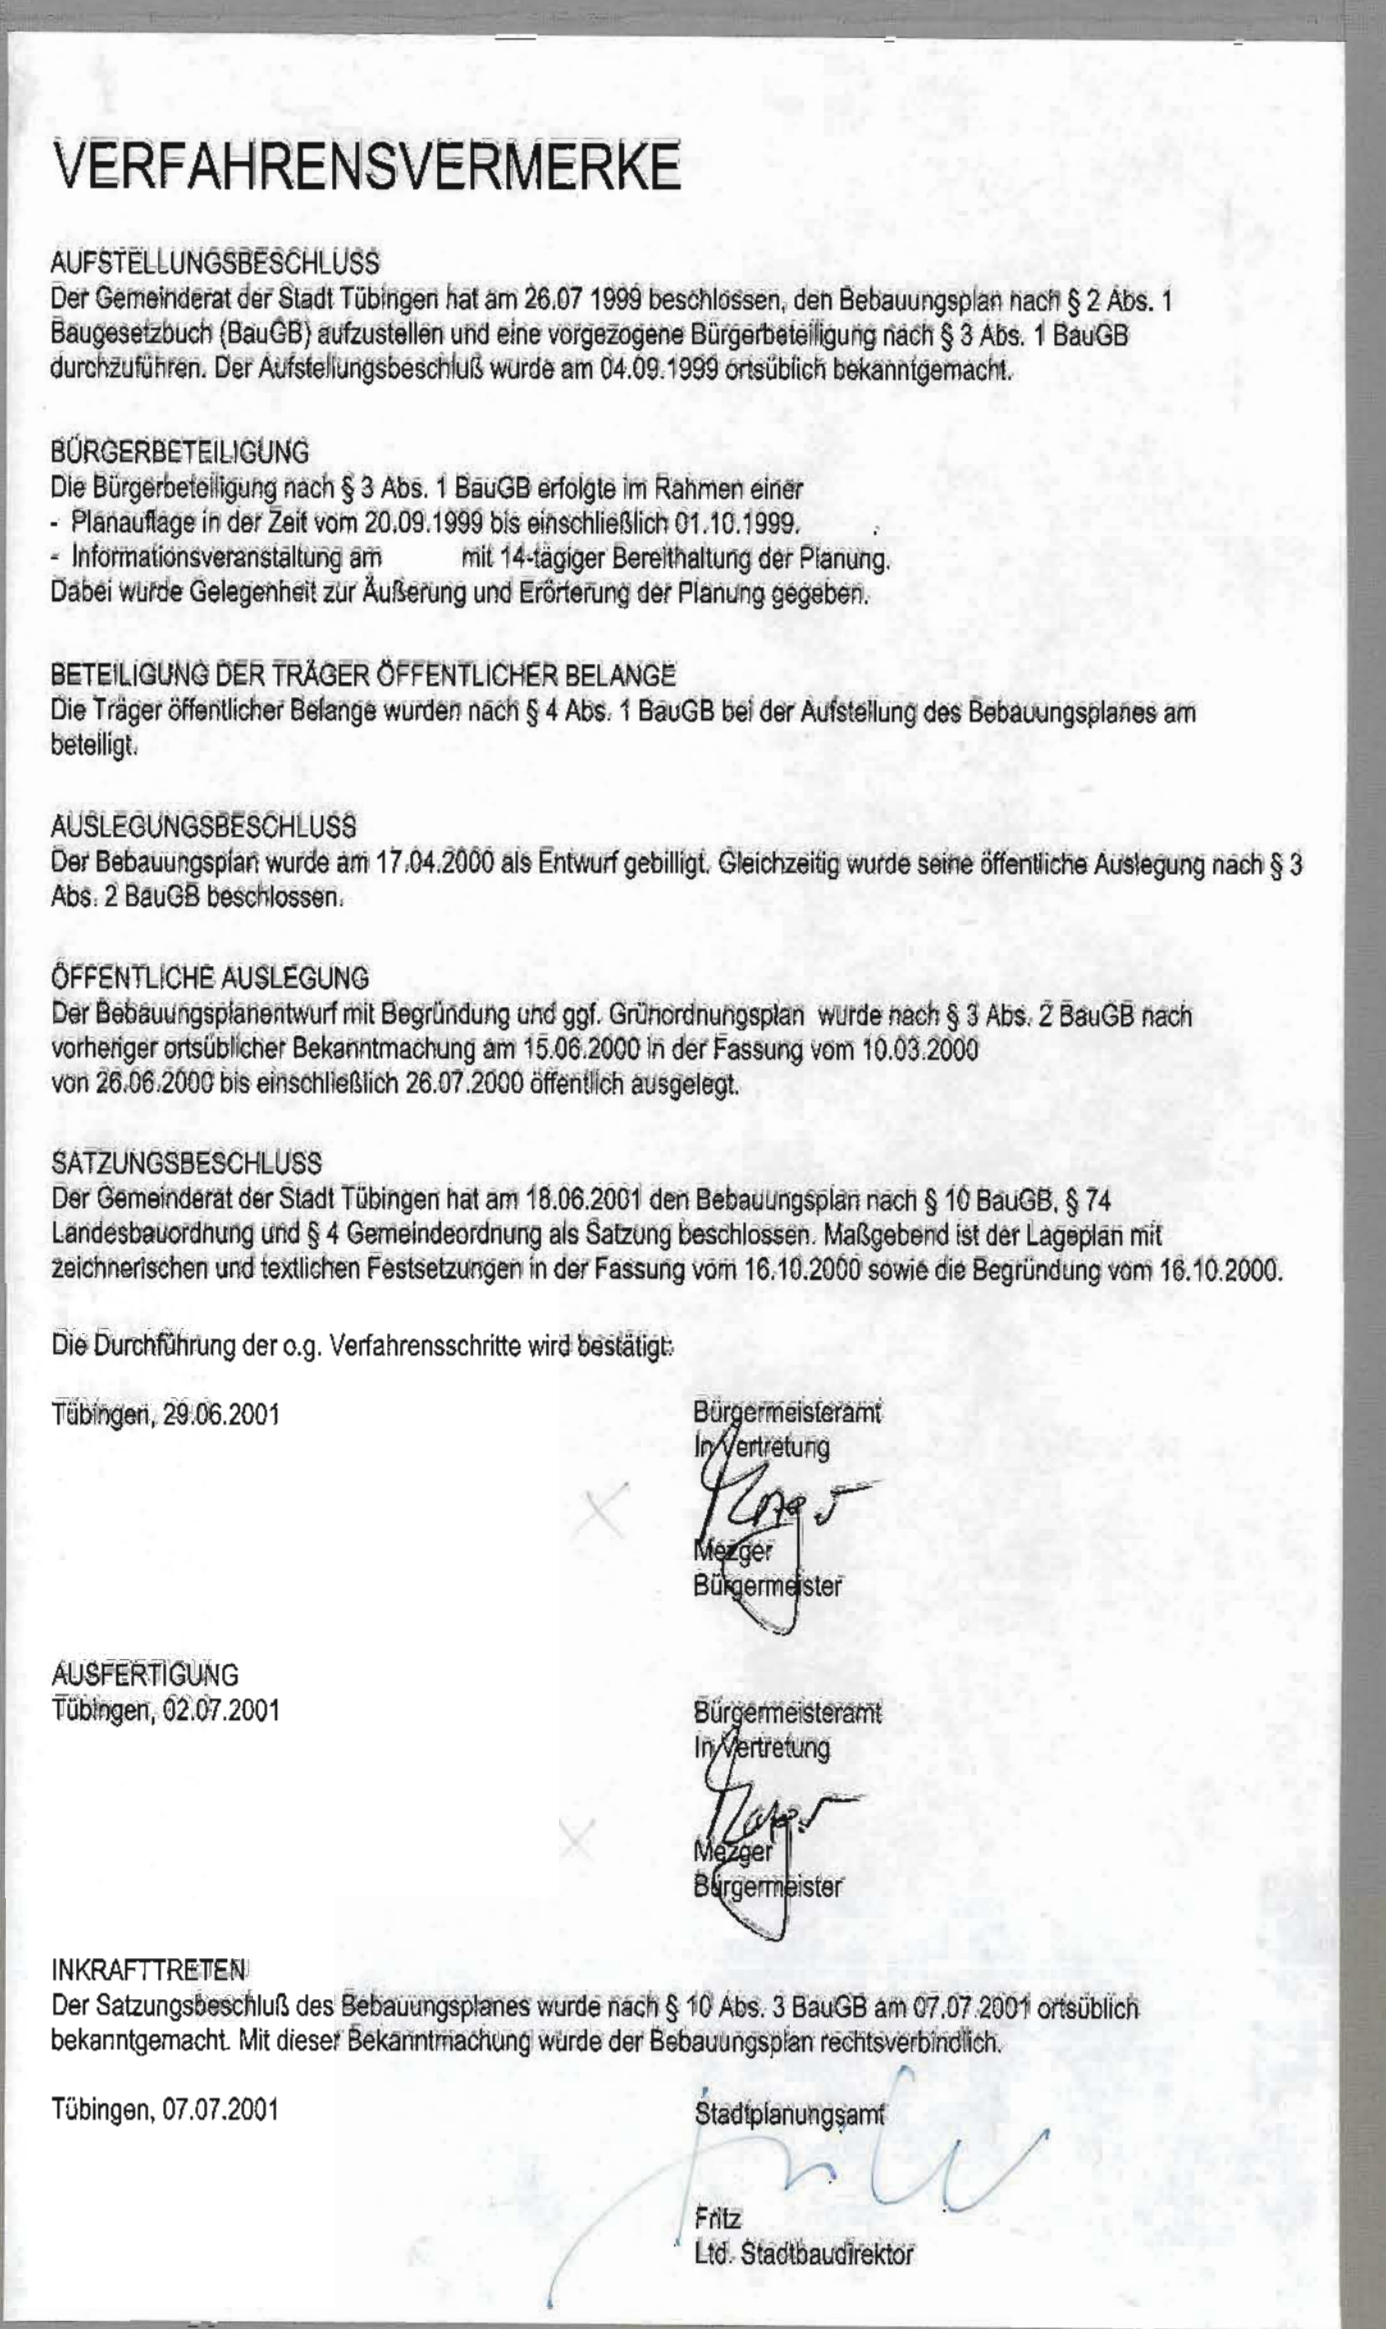 VERFAHRENSVERMERKE
AUFSTELLUNGSBESCHLUSS
Der Gemeinderat der Stadt Tübingen hat am 26.07 1999 beschlossen, den Bebauungsplan nach § 2 Abs. 1
Baugesetzbuch (BauGB) aufzustellen und eine vorgezogene Bürgerbeteiligung nach § 3 Abs. 1 BauGB
durchzuführen. Der Aufstellungsbeschluß wurde am 04.09.1999 ortsüblich bekanntgemacht.
BÜRGERBETEILIGUNG
Die Bürgerbeteiligung nach § 3 Abs. 1 BauGB erfolgte im Rahmen einer
- Planauflage in der Zeit vom 20.09.1999 bis einschließlich 01.10.1999.
- Informationsveranstaltung am mit 14-tägiger Bereithaltung der Planung.
Dabei wurde Gelegenheit zur Äußerung und Erörterung der Planung gegeben.
BETEILIGUNG DER TRÄGER ÖFFENTLICHER BELANGE
Die Träger öffentlicher Belange wurden nach § 4 Abs. 1 BauGB bei der Aufstellung des Bebauungsplanes am
beteiligt.
AUSLEGUNGSBESCHLUSS
Der Bebauungsplan wurde am 17.04.2000 als Entwurf gebilligt. Gleichzeitig wurde seine öffentliche Auslegung nach § 3
Abs. 2 BauGB beschlossen.
ÖFFENTLICHE AUSLEGUNG
Der Bebauungsplanentwurf mit Begründung und ggf. Grünordnungsplan wurde nach § 3 Abs. 2 BauGB nach
vorheriger ortsüblicher Bekanntmachung am 15.06.2000 in der Fassung vom 10.03.2000
von 26.06.2000 bis einschließlich 26.07.2000 öffentlich ausgelegt.
SATZUNGSBESCHLUSS
Der Gemeinderat der Stadt Tübingen hat am 18.06.2001 den Bebauungsplan nach § 10 BauGB, § 74
Landesbauordnung und § 4 Gemeindeordnung als Satzung beschlossen. Maßgebend ist der Lageplan mit
zeichnerischen und textlichen Festsetzungen in der Fassung vom 16.10.2000 sowie die Begründung vom 16.10.2000.
Die Durchführung der o.g. Verfahrensschritte wird bestätigt:
Tübingen, 29.06.2001 Bürgermeisteramt
In Vertretung
Mezger
Bürgermeister
AUSFERTIGUNG
Tübingen, 02.07.2001 Bürgermeisteramt
In Vertretung
Mezger
Bürgermeister
INKRAFTTRETEN
Der Satzungsbeschluß des Bebauungsplanes wurde nach § 10 Abs. 3 BauGB am 07.07.2001 ortsüblich
bekanntgemacht. Mit dieser Bekanntmachung wurde der Bebauungsplan rechtsverbindlich.
Tübingen, 07.07.2001 Stadtplanungsamt
Fritz
Ltd. Stadtbaudirektor